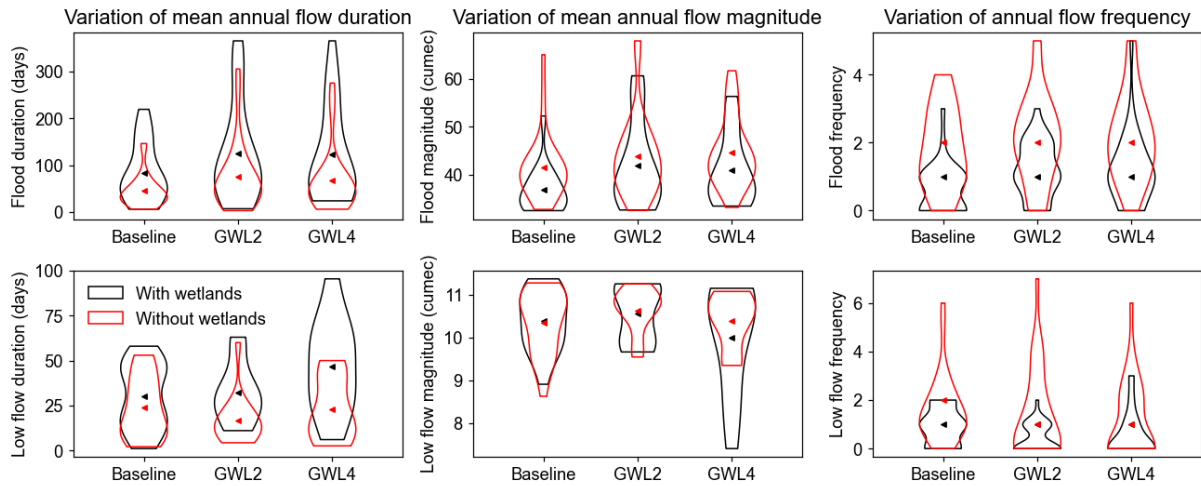 Variation of mean annual flow duration
Flood duration (days)
300
200
100
0
Baseline
GWL2
GWL4
Variation of mean annual flow magnitude
Flood magnitude (cumec)
60
50
40
Baseline
GWL2
GWL4
Variation of annual flow frequency
Flood frequency
4
2
0
Baseline
GWL2
GWL4
Low flow duration (days)
100
75
50
25
0
With wetlands
Without wetlands
Baseline
GWL2
GWL4
Low flow magnitude (cumec)
11
10
9
8
Baseline
GWL2
GWL4
Low flow frequency
6
4
2
0
Baseline
GWL2
GWL4